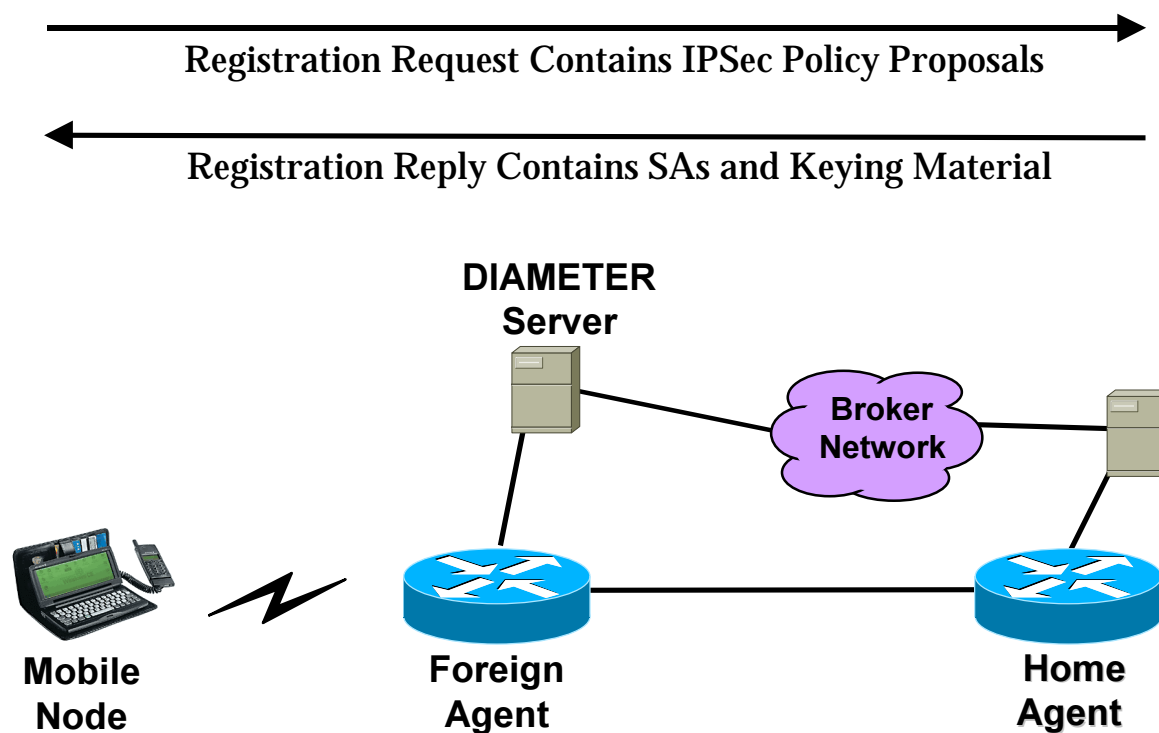 Registration Request Contains IPSec Policy Proposals
Registration Reply Contains SAs and Keying Material
DIAMETER
Server
Broker
Network
Mobile
Node
Foreign
Agent
Home
Agent